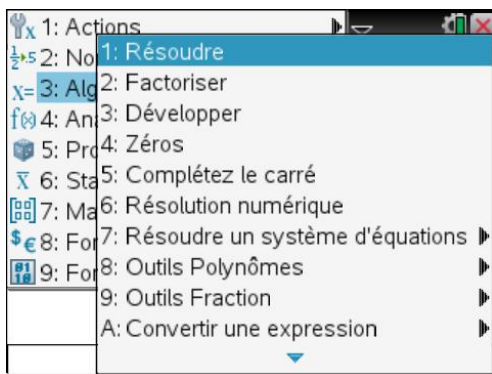 1: Actions
2: No
3: Alg
4: An
5: Pro
6: Sta
7: Ma
8: For
9: For
1: Résoudre
2: Factoriser
3: Développer
4: Zéros
5: Complétez le carré
6: Résolution numérique
7: Résoudre un système d'équations
8: Outils Polynômes
9: Outils Fraction
A: Convertir une expression